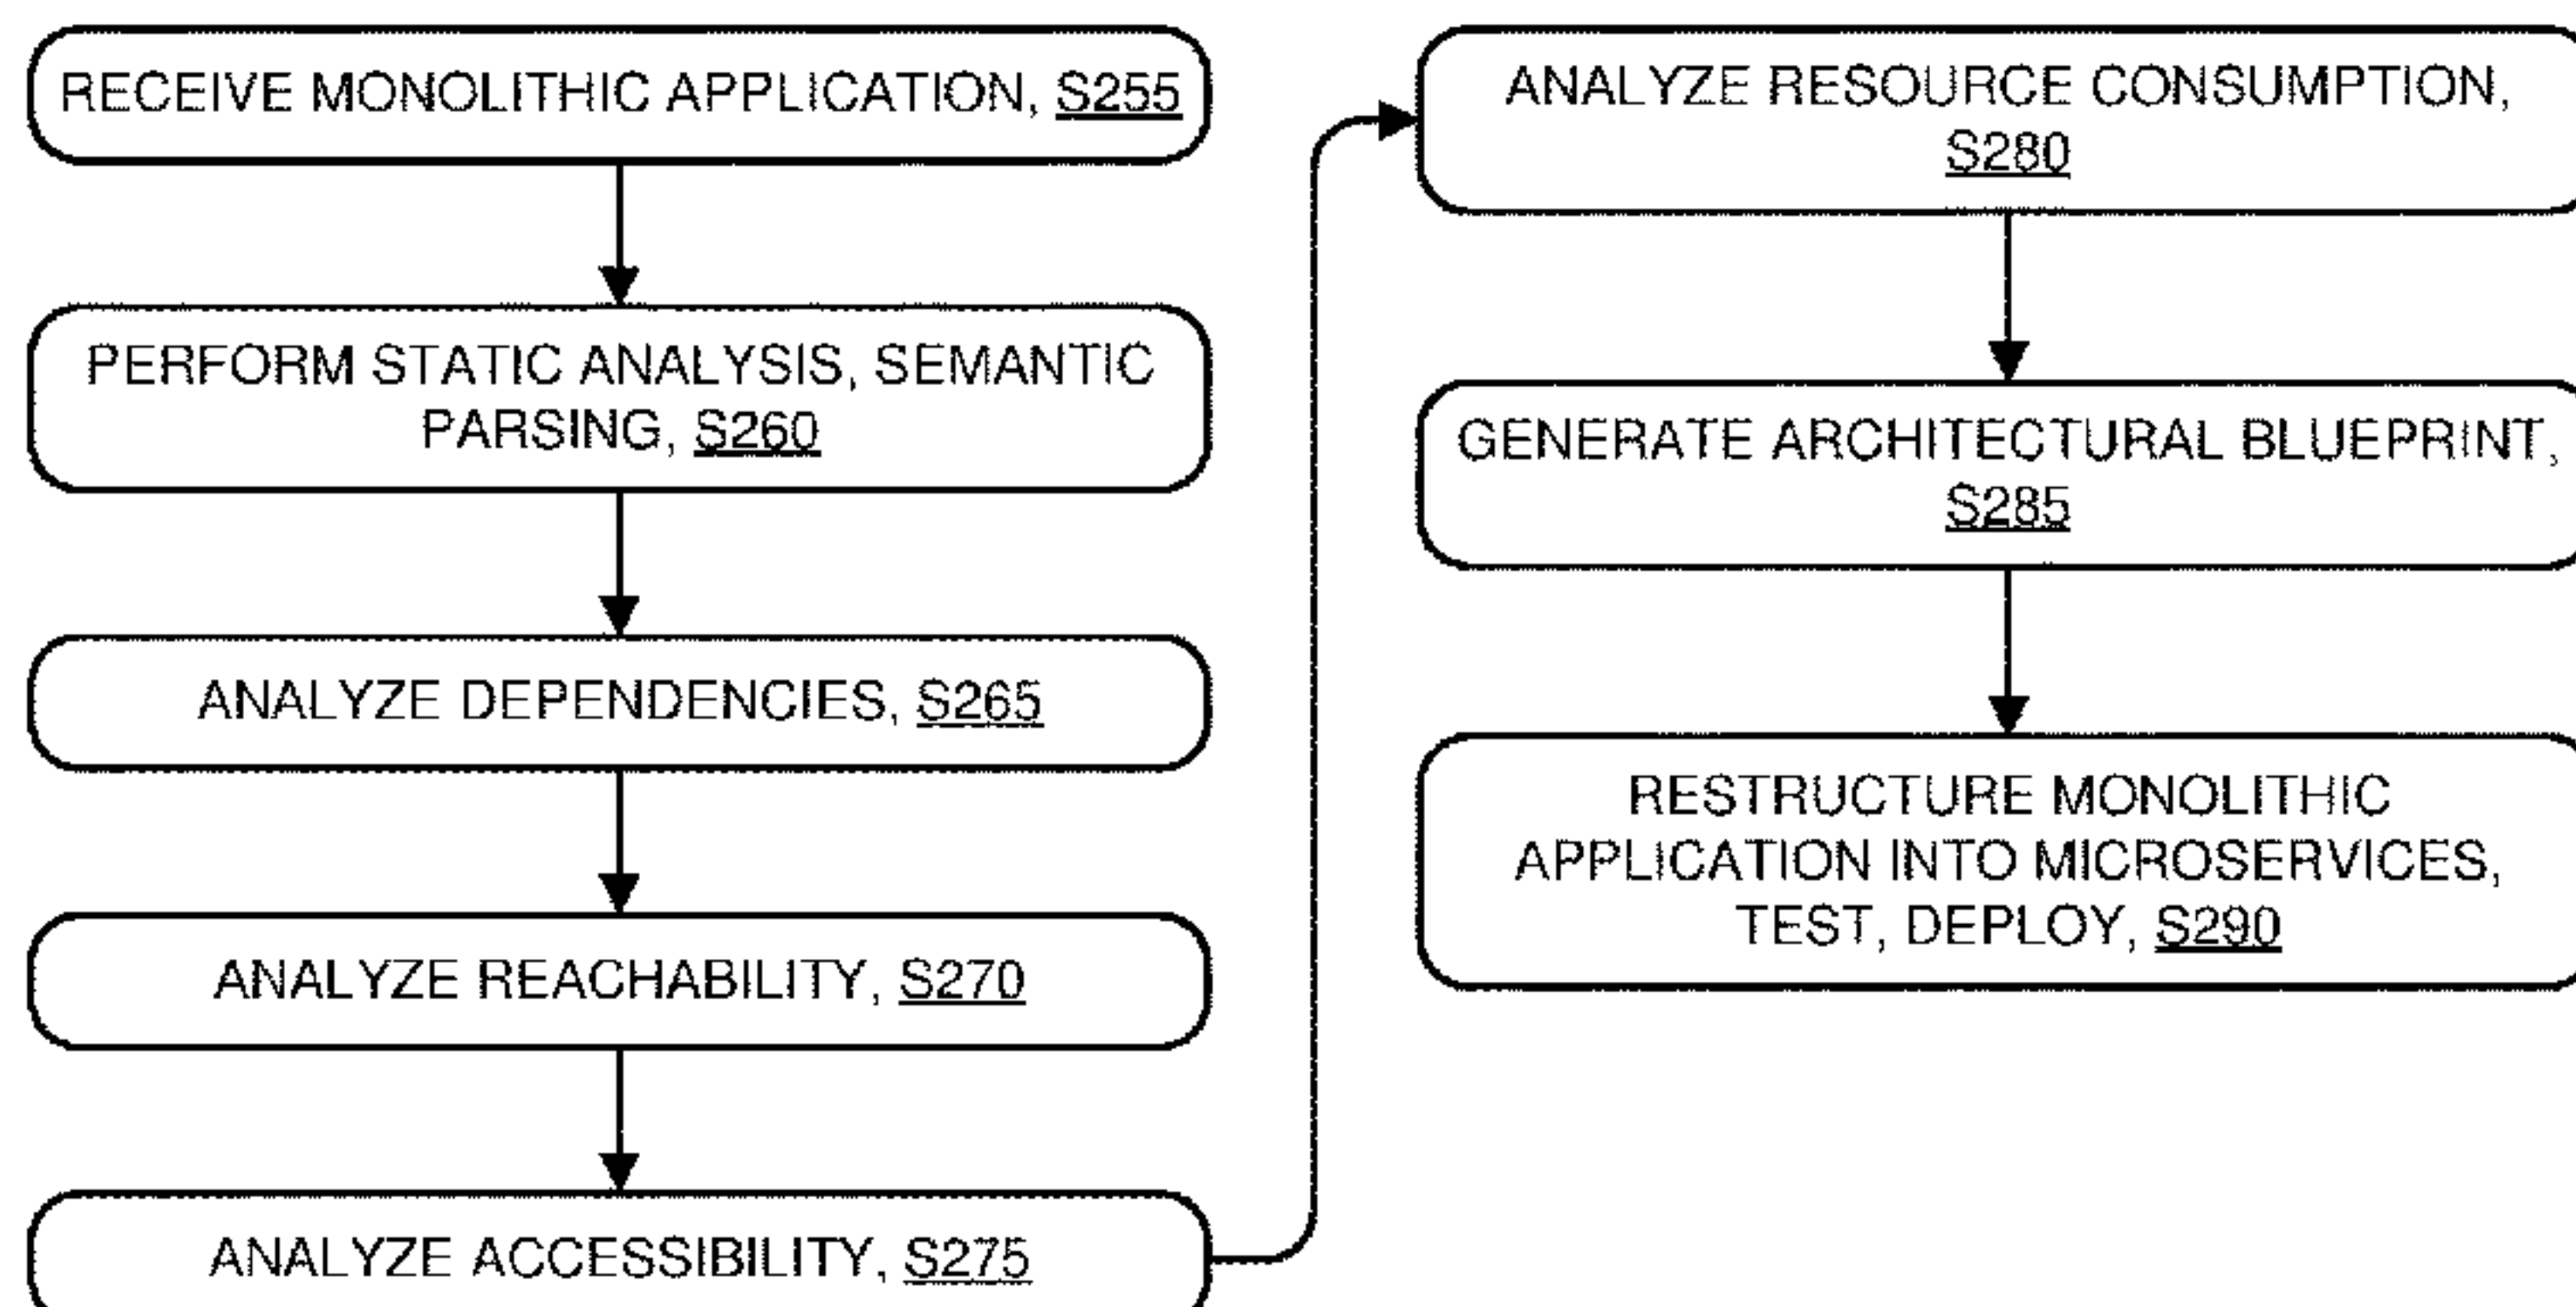 RECEIVE MONOLITHIC APPLICATION, S255
PERFORM STATIC ANALYSIS, SEMANTIC
PARSING, S260
ANALYZE DEPENDENCIES, S265
ANALYZE REACHABILITY, S270
ANALYZE ACCESSIBILITY, S275
ANALYZE RESOURCE CONSUMPTION,
S280
GENERATE ARCHITECTURAL BLUEPRINT,
S285
RESTRUCTURE MONOLITHIC
APPLICATION INTO MICROSERVICES,
TEST, DEPLOY, S290